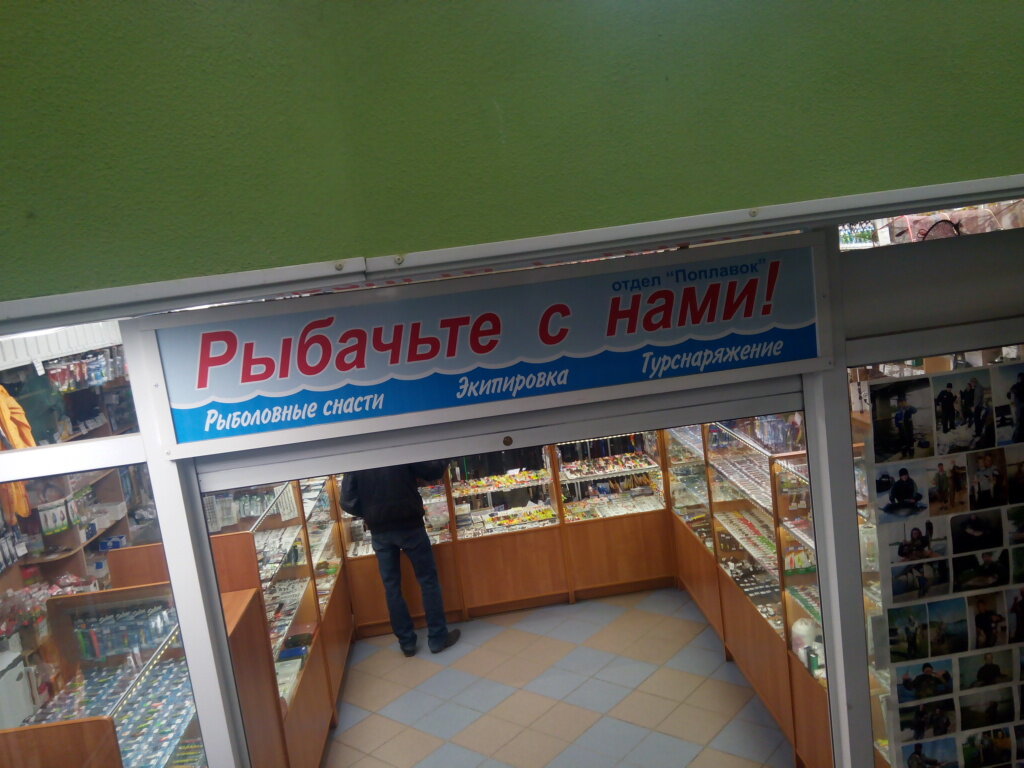 отдел "Поплавок"
Рыбачьте с нами!
Рыболовные снасти Экипировка Турснаряжение